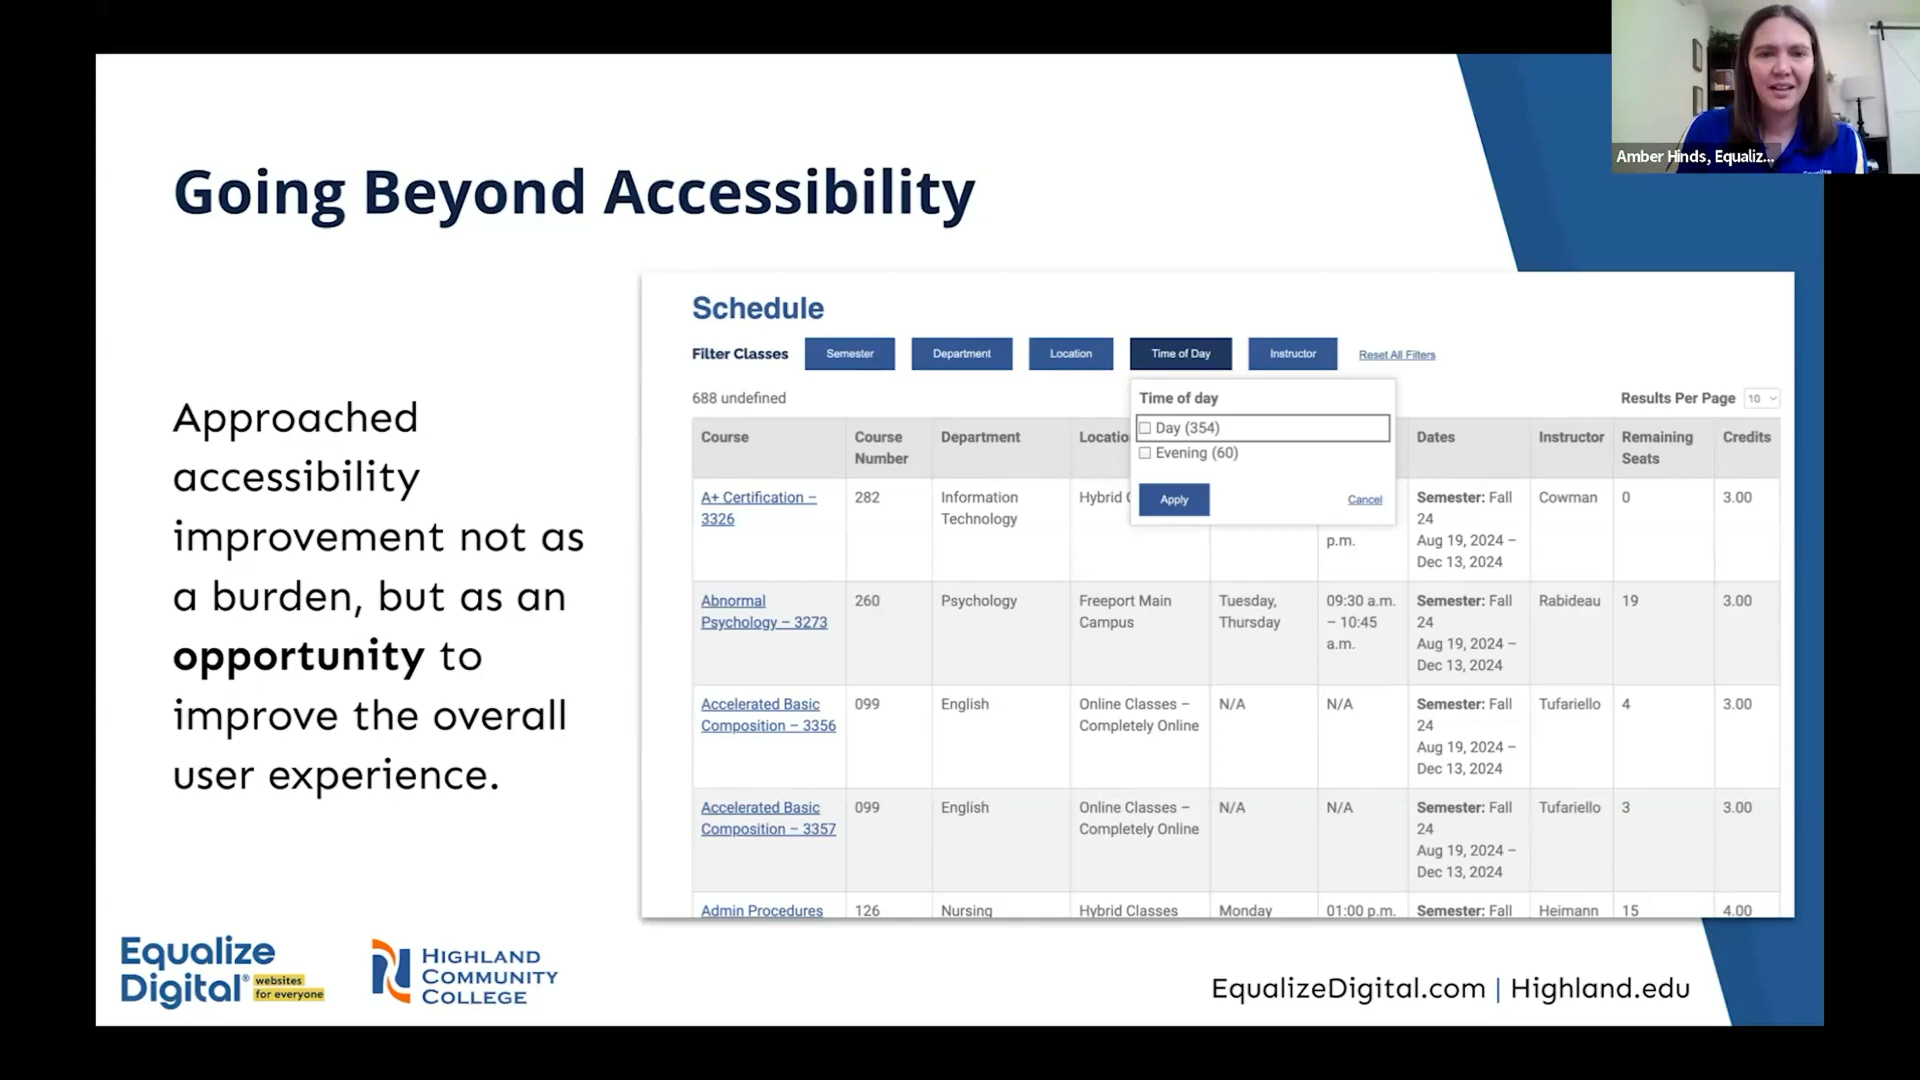 Amber Hinds, Equaliz...
Going Beyond Accessibility
Approached
accessibility
improvement not as
a burden, but as an
opportunity to
improve the overall
user experience.
Schedule
Filter Classes Semester Department Location Time of Day Instructor Reset All Filters
688 undefined
Results Per Page 10
Time of day
Day (354)
Evening (60)
Apply Cancel
Course Course Number Department Locatio Dates Instructor Remaining Seats Credits
A+ Certification – 3326 282 Information Technology Hybrid p.m. Semester: Fall 24 Aug 19, 2024 – Dec 13, 2024 Cowman 0 3.00
Abnormal Psychology – 3273 260 Psychology Freeport Main Campus Tuesday, Thursday 09:30 a.m. – 10:45 a.m. Semester: Fall 24 Aug 19, 2024 – Dec 13, 2024 Rabideau 19 3.00
Accelerated Basic Composition – 3356 099 English Online Classes – Completely Online N/A N/A Semester: Fall 24 Aug 19, 2024 – Dec 13, 2024 Tufariello 4 3.00
Accelerated Basic Composition – 3357 099 English Online Classes – Completely Online N/A N/A Semester: Fall 24 Aug 19, 2024 – Dec 13, 2024 Tufariello 3 3.00
Admin Procedures 126 Nursing Hybrid Classes Monday 01:00 p.m. Semester: Fall Heimann 15 4.00
Equalize
Digital® websites
for everyone
HIGHLAND
COMMUNITY
COLLEGE
EqualizeDigital.com | Highland.edu